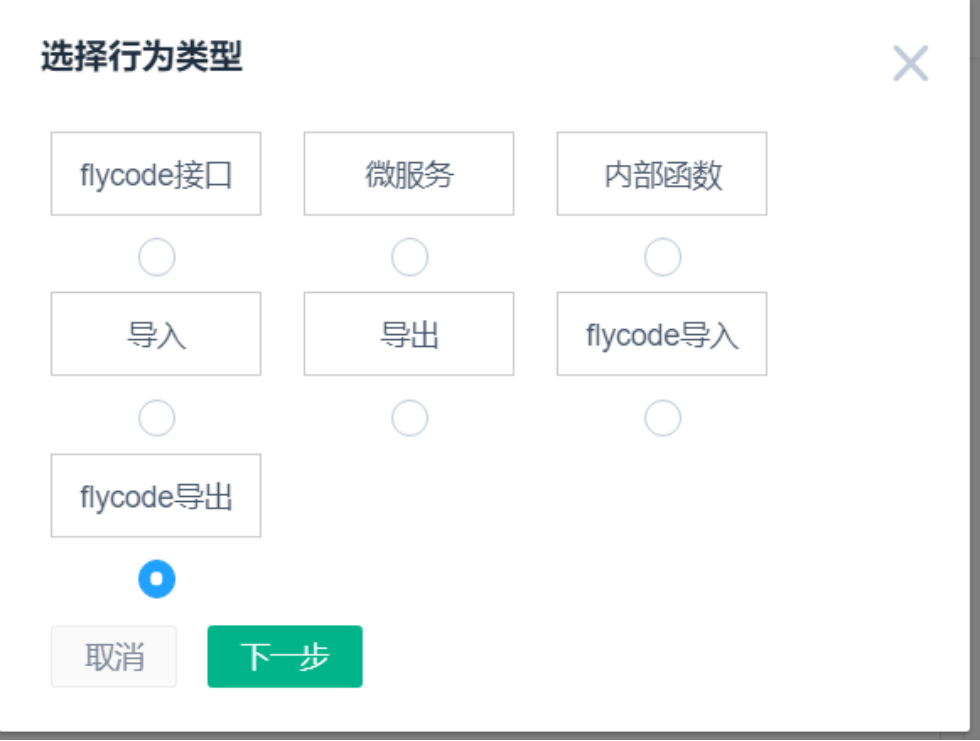 选择行为类型
flycode接口 微服务 内部函数
导入 导出 flycode导入
flycode导出
取消 下一步